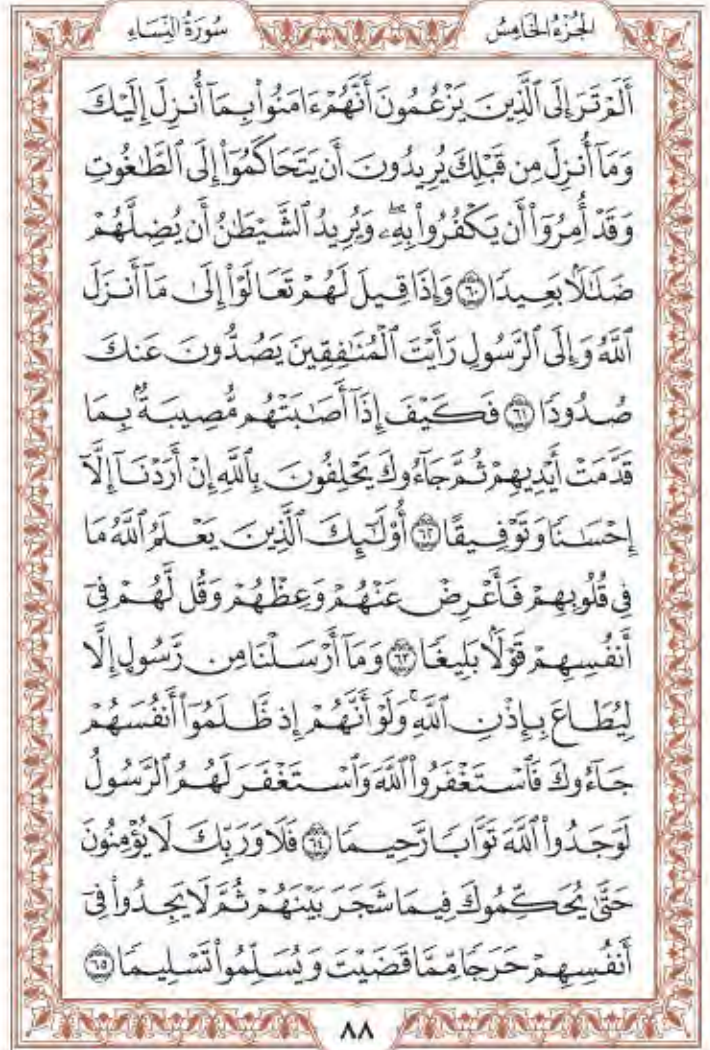 الجُزْءُ الخَامِسُ سُورَةُ النِّسَاءِ
أَلَمْ تَرَ إِلَى ٱلَّذِينَ يَزْعُمُونَ أَنَّهُمْ ءَامَنُوا۟ بِمَآ أُنزِلَ إِلَيْكَ
وَمَآ أُنزِلَ مِن قَبْلِكَ يُرِيدُونَ أَن يَتَحَاكَمُوٓا۟ إِلَى ٱلطَّٰغُوتِ
وَقَدْ أُمِرُوٓا۟ أَن يَكْفُرُوا۟ بِهِۦۖ وَيُرِيدُ ٱلشَّيْطَٰنُ أَن يُضِلَّهُمْ
ضَلَٰلًۢا بَعِيدًا ٦٠ وَإِذَا قِيلَ لَهُمْ تَعَالَوْا۟ إِلَىٰ مَآ أَنزَلَ
ٱللَّهُ وَإِلَى ٱلرَّسُولِ رَأَيْتَ ٱلْمُنَٰفِقِينَ يَصُدُّونَ عَنكَ
صُدُودًا ٦١ فَكَيْفَ إِذَآ أَصَٰبَتْهُم مُّصِيبَةٌۢ بِمَا
قَدَّمَتْ أَيْدِيهِمْ ثُمَّ جَآءُوكَ يَحْلِفُونَ بِٱللَّهِ إِنْ أَرَدْنَآ إِلَّآ
إِحْسَٰنًا وَتَوْفِيقًا ٦٢ أُو۟لَٰٓئِكَ ٱلَّذِينَ يَعْلَمُ ٱللَّهُ مَا
فِى قُلُوبِهِمْ فَأَعْرِضْ عَنْهُمْ وَعِظْهُمْ وَقُل لَّهُمْ فِىٓ
أَنفُسِهِمْ قَوْلًۢا بَلِيغًا ٦٣ وَمَآ أَرْسَلْنَا مِن رَّسُولٍ إِلَّا
لِيُطَاعَ بِإِذْنِ ٱللَّهِۚ وَلَوْ أَنَّهُمْ إِذ ظَّلَمُوٓا۟ أَنفُسَهُمْ
جَآءُوكَ فَٱسْتَغْفَرُوا۟ ٱللَّهَ وَٱسْتَغْفَرَ لَهُمُ ٱلرَّسُولُ
لَوَجَدُوا۟ ٱللَّهَ تَوَّابًا رَّحِيمًا ٦٤ فَلَا وَرَبِّكَ لَا يُؤْمِنُونَ
حَتَّىٰ يُحَكِّمُوكَ فِيمَا شَجَرَ بَيْنَهُمْ ثُمَّ لَا يَجِدُوا۟ فِىٓ
أَنفُسِهِمْ حَرَجًا مِّمَّا قَضَيْتَ وَيُسَلِّمُوا۟ تَسْلِيمًا ٦٥
٨٨